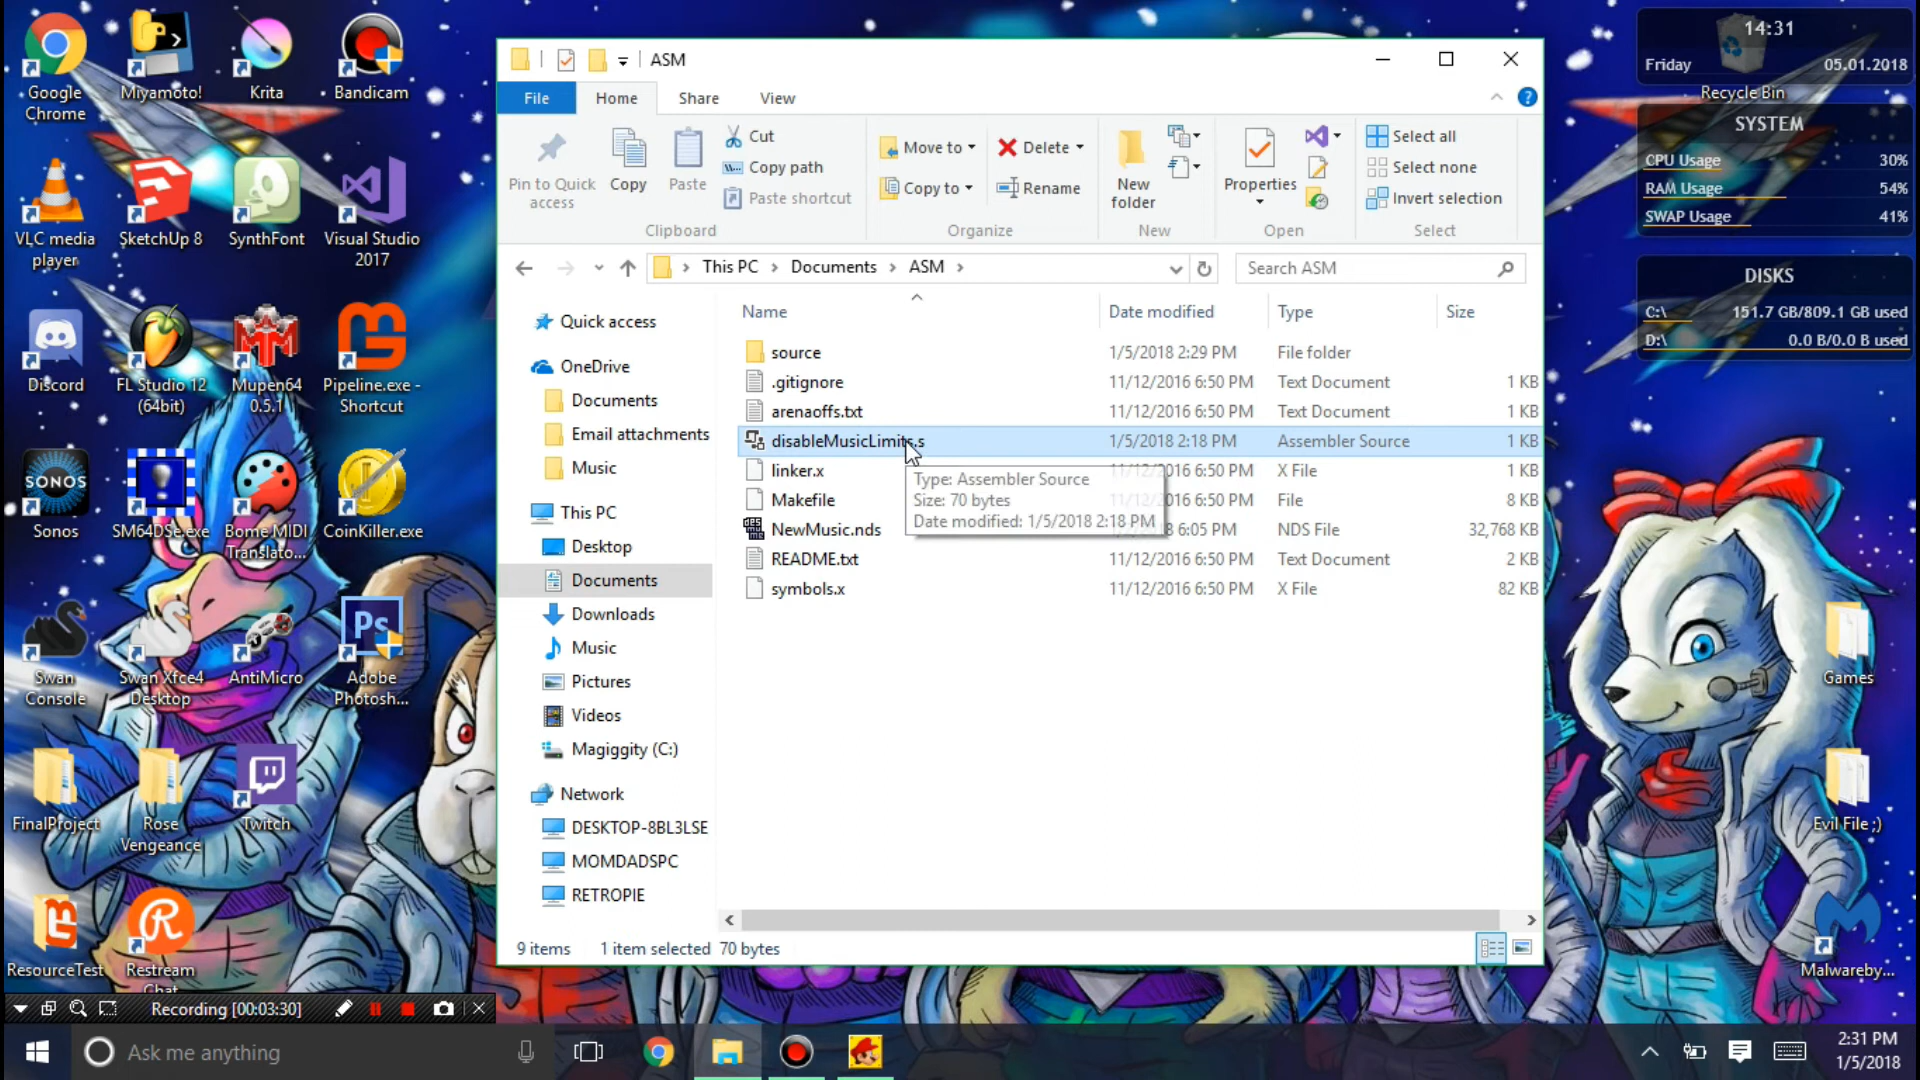 Google
Chrome
Miyamoto!
Krita
Bandicam
VLC media
player
SketchUp 8
SynthFont
Visual Studio
2017
Discord
FL Studio 12
(64bit)
Mupen64
0.5.1
Pipeline.exe -
Shortcut
SONOS
Sonos
SM64DSe.exe
Bome MIDI
Translato...
CoinKiller.exe
Swan
Console
Swan Xfce4
Desktop
AntiMicro
Ps
Adobe
Photosh...
FinalProject
Rose
Vengeance
Twitch
ResourceTest
Restream
Chat
ASM
File
Home
Share
View
Pin to Quick
access
Copy
Paste
Cut
Copy path
Paste shortcut
Clipboard
Move to
Copy to
Delete
Rename
Organize
New
folder
New
Properties
Open
Select all
Select none
Invert selection
Select
This PC
Documents
ASM
Search ASM
Quick access
OneDrive
Documents
Email attachments
Music
This PC
Desktop
Documents
Downloads
Music
Pictures
Videos
Magiggity (C:)
Network
DESKTOP-8BL3LSE
MOMDADSPC
RETROPIE
Name Date modified Type Size
source 1/5/2018 2:29 PM File folder
.gitignore 11/12/2016 6:50 PM Text Document 1 KB
arenaoffs.txt 11/12/2016 6:50 PM Text Document 1 KB
disableMusicLimits.s 1/5/2018 2:18 PM Assembler Source 1 KB
linker.x 11/12/2016 6:50 PM X File 1 KB
Makefile 11/12/2016 6:50 PM File 8 KB
NewMusic.nds 8 6:05 PM NDS File 32,768 KB
README.txt 11/12/2016 6:50 PM Text Document 2 KB
symbols.x 11/12/2016 6:50 PM X File 82 KB
Type: Assembler Source
Size: 70 bytes
Date modified: 1/5/2018 2:18 PM
9 items 1 item selected 70 bytes
14:31
Friday 05.01.2018
Recycle Bin
SYSTEM
CPU Usage 30%
RAM Usage 54%
SWAP Usage 41%
DISKS
C:\ 151.7 GB/809.1 GB used
D:\ 0.0 B/0.0 B used
Games
Evil File ;)
Malwareby...
Recording [00:03:30]
Ask me anything
2:31 PM
1/5/2018